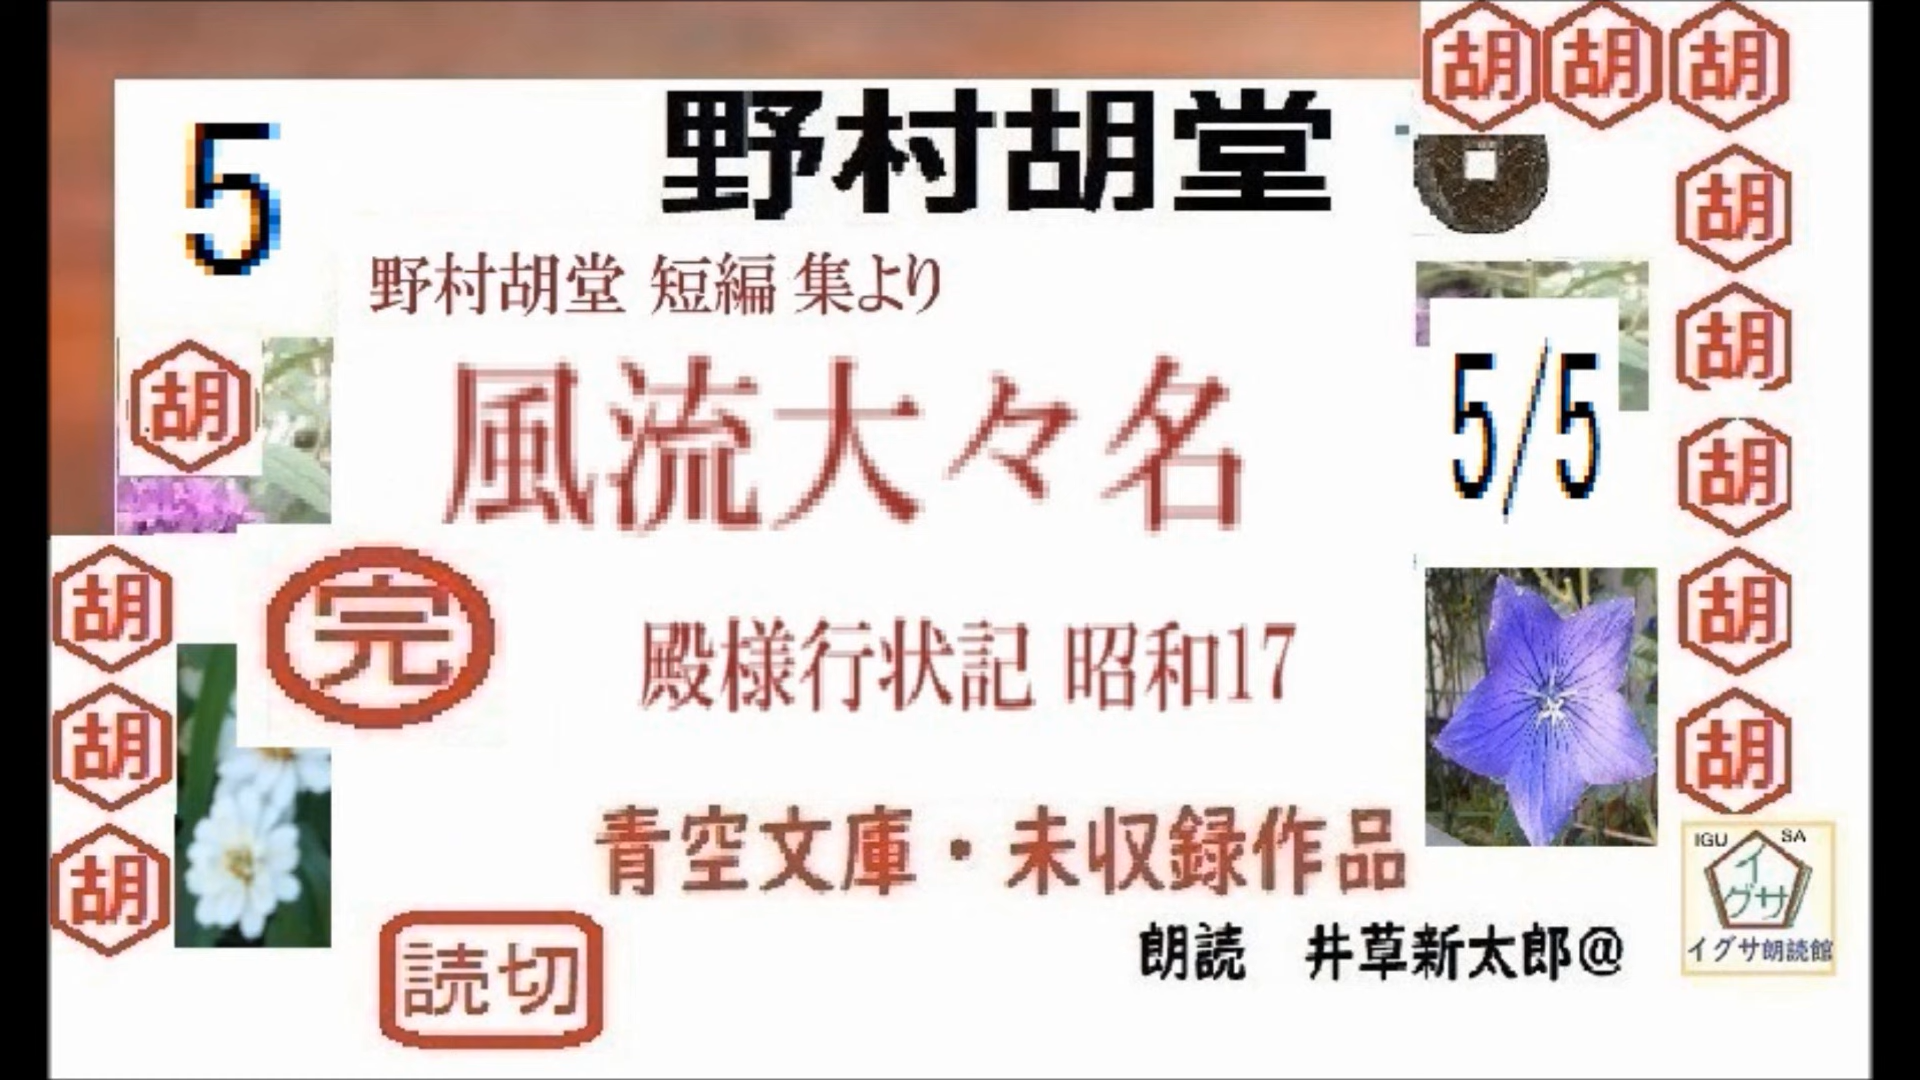 胡 胡 胡
野村胡堂
5
胡
野村胡堂 短編 集より
胡
風流大々名
5/5
胡
胡
完
胡
胡
殿様行状記 昭和17
胡
胡
青空文庫・未収録作品
IGU SA
イグサ
胡
朗読 井草新太郎@
イグサ朗読館
読切